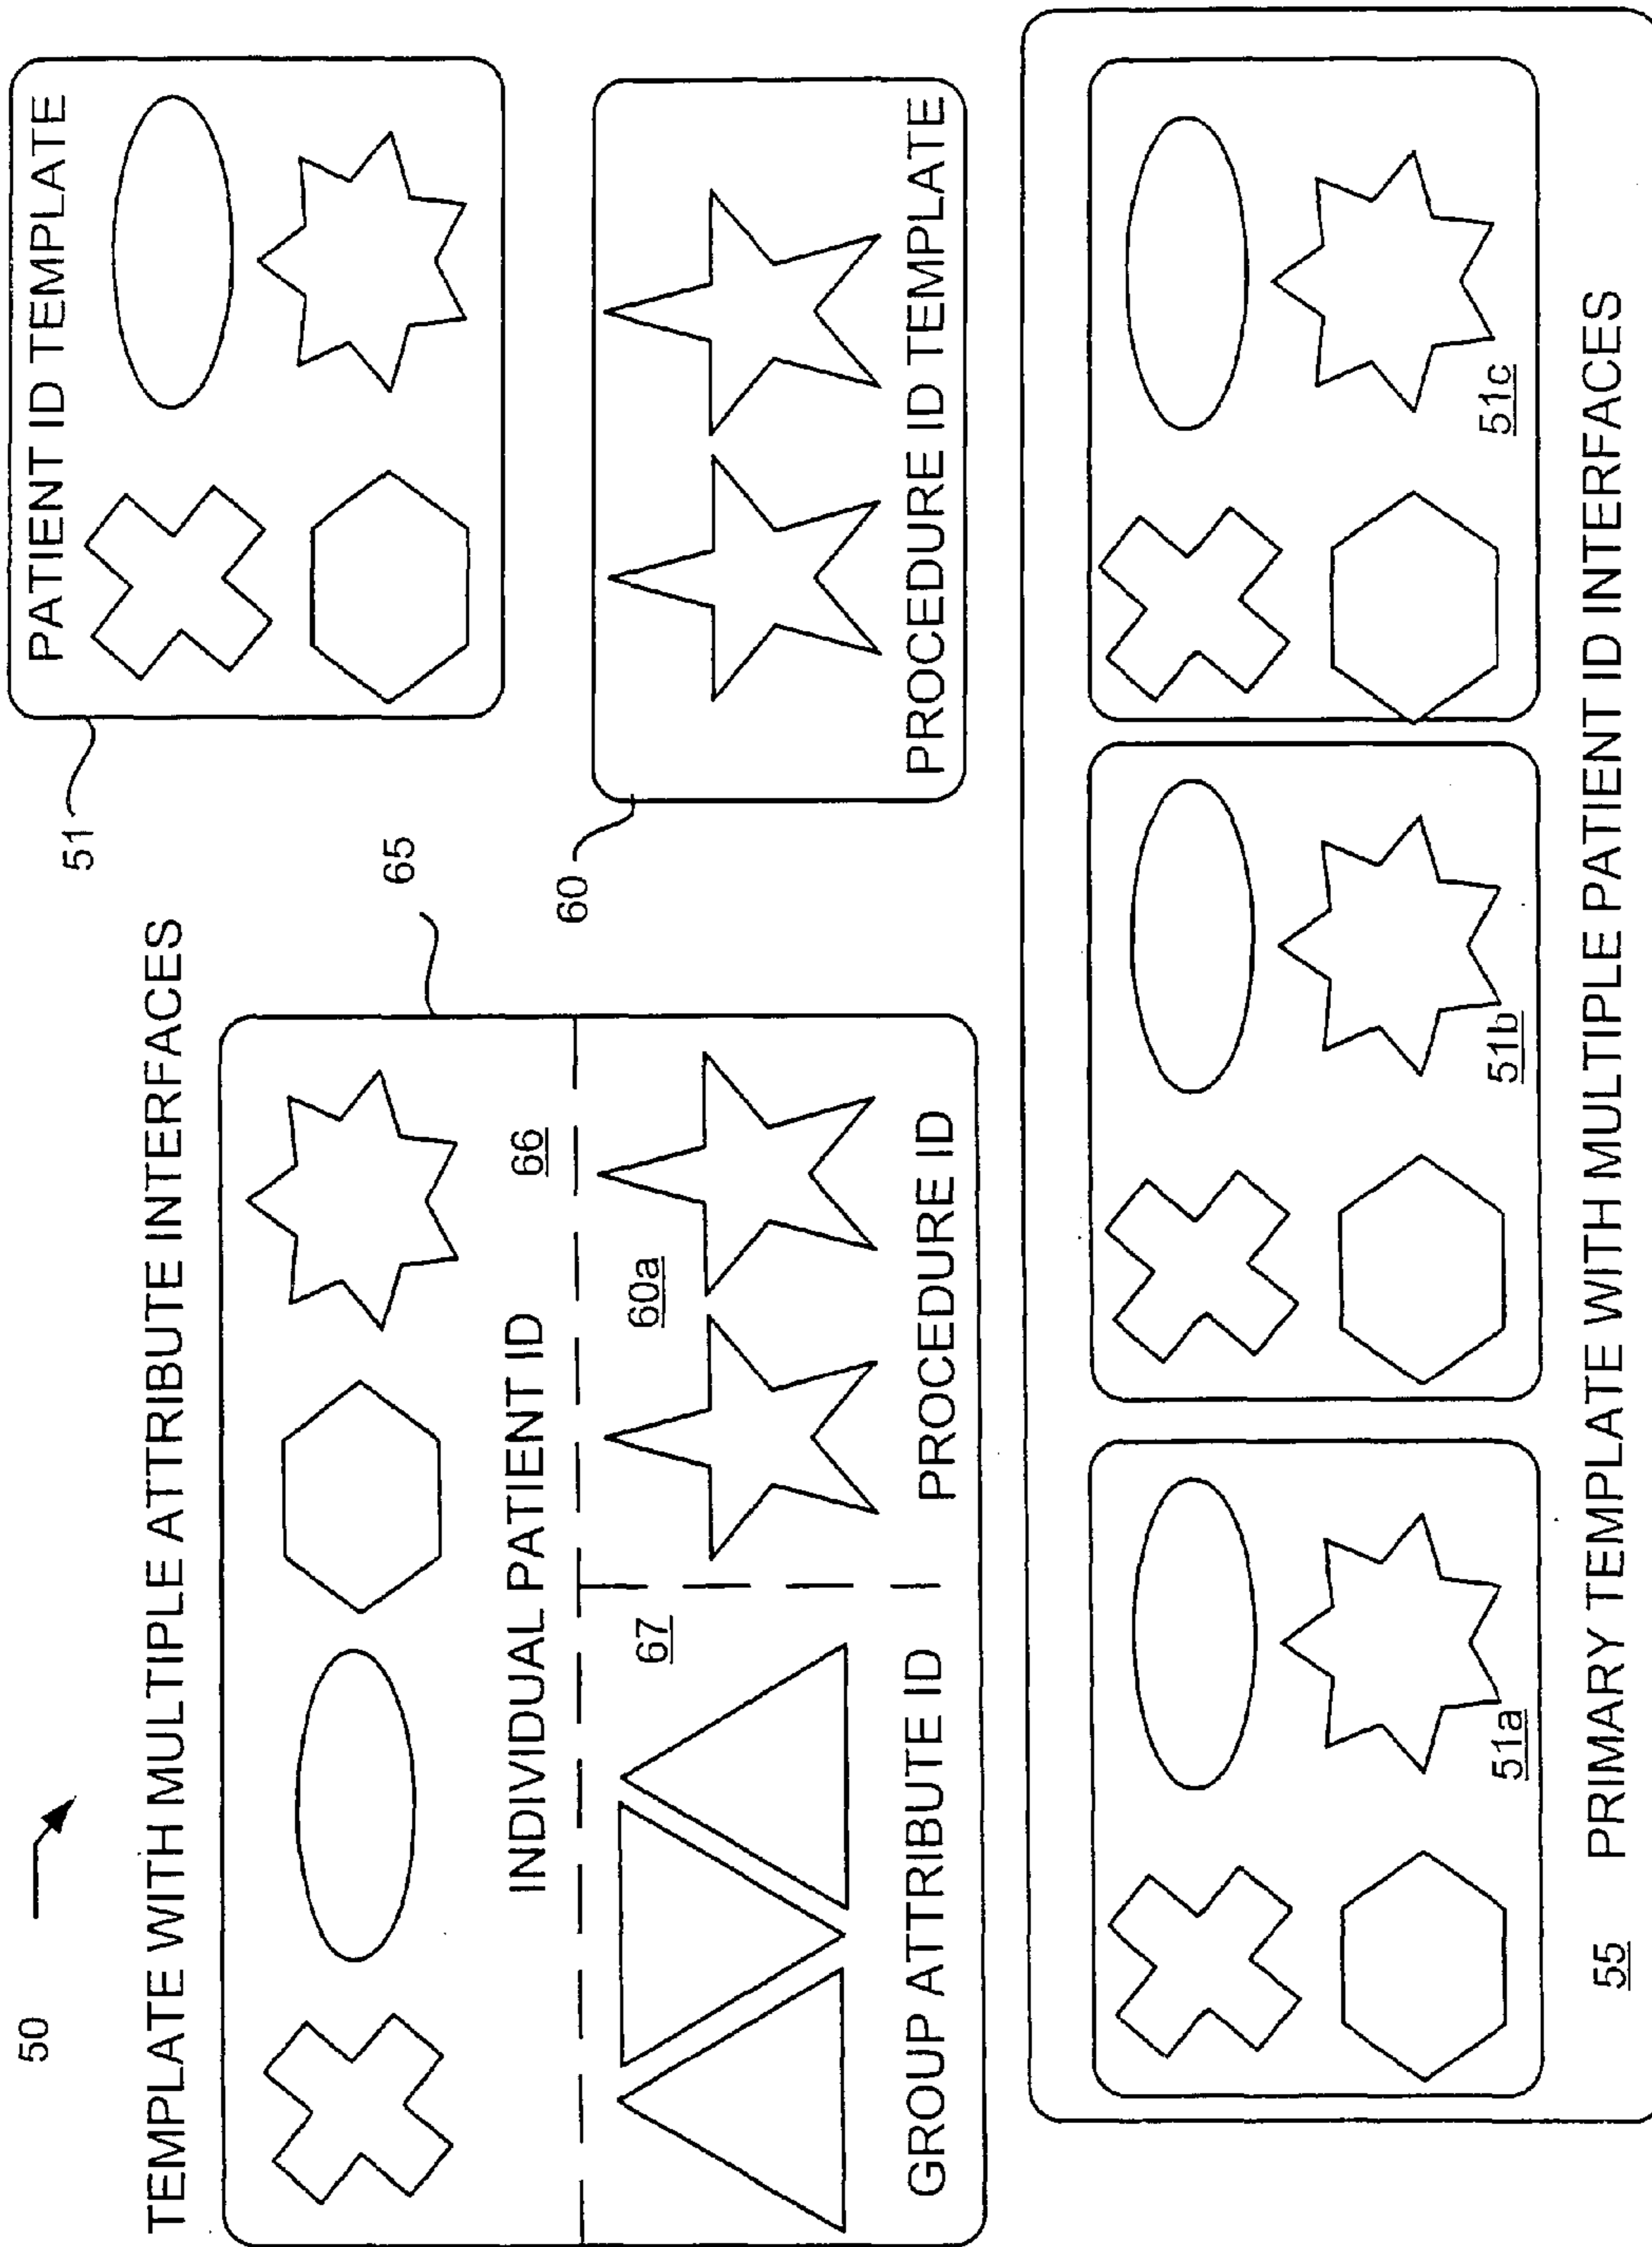 50
TEMPLATE WITH MULTIPLE ATTRIBUTE INTERFACES
65
INDIVIDUAL PATIENT ID
66
67
60a
GROUP ATTRIBUTE ID
PROCEDURE ID
51
PATIENT ID TEMPLATE
60
PROCEDURE ID TEMPLATE
51a
51b
51c
55
PRIMARY TEMPLATE WITH MULTIPLE PATIENT ID INTERFACES